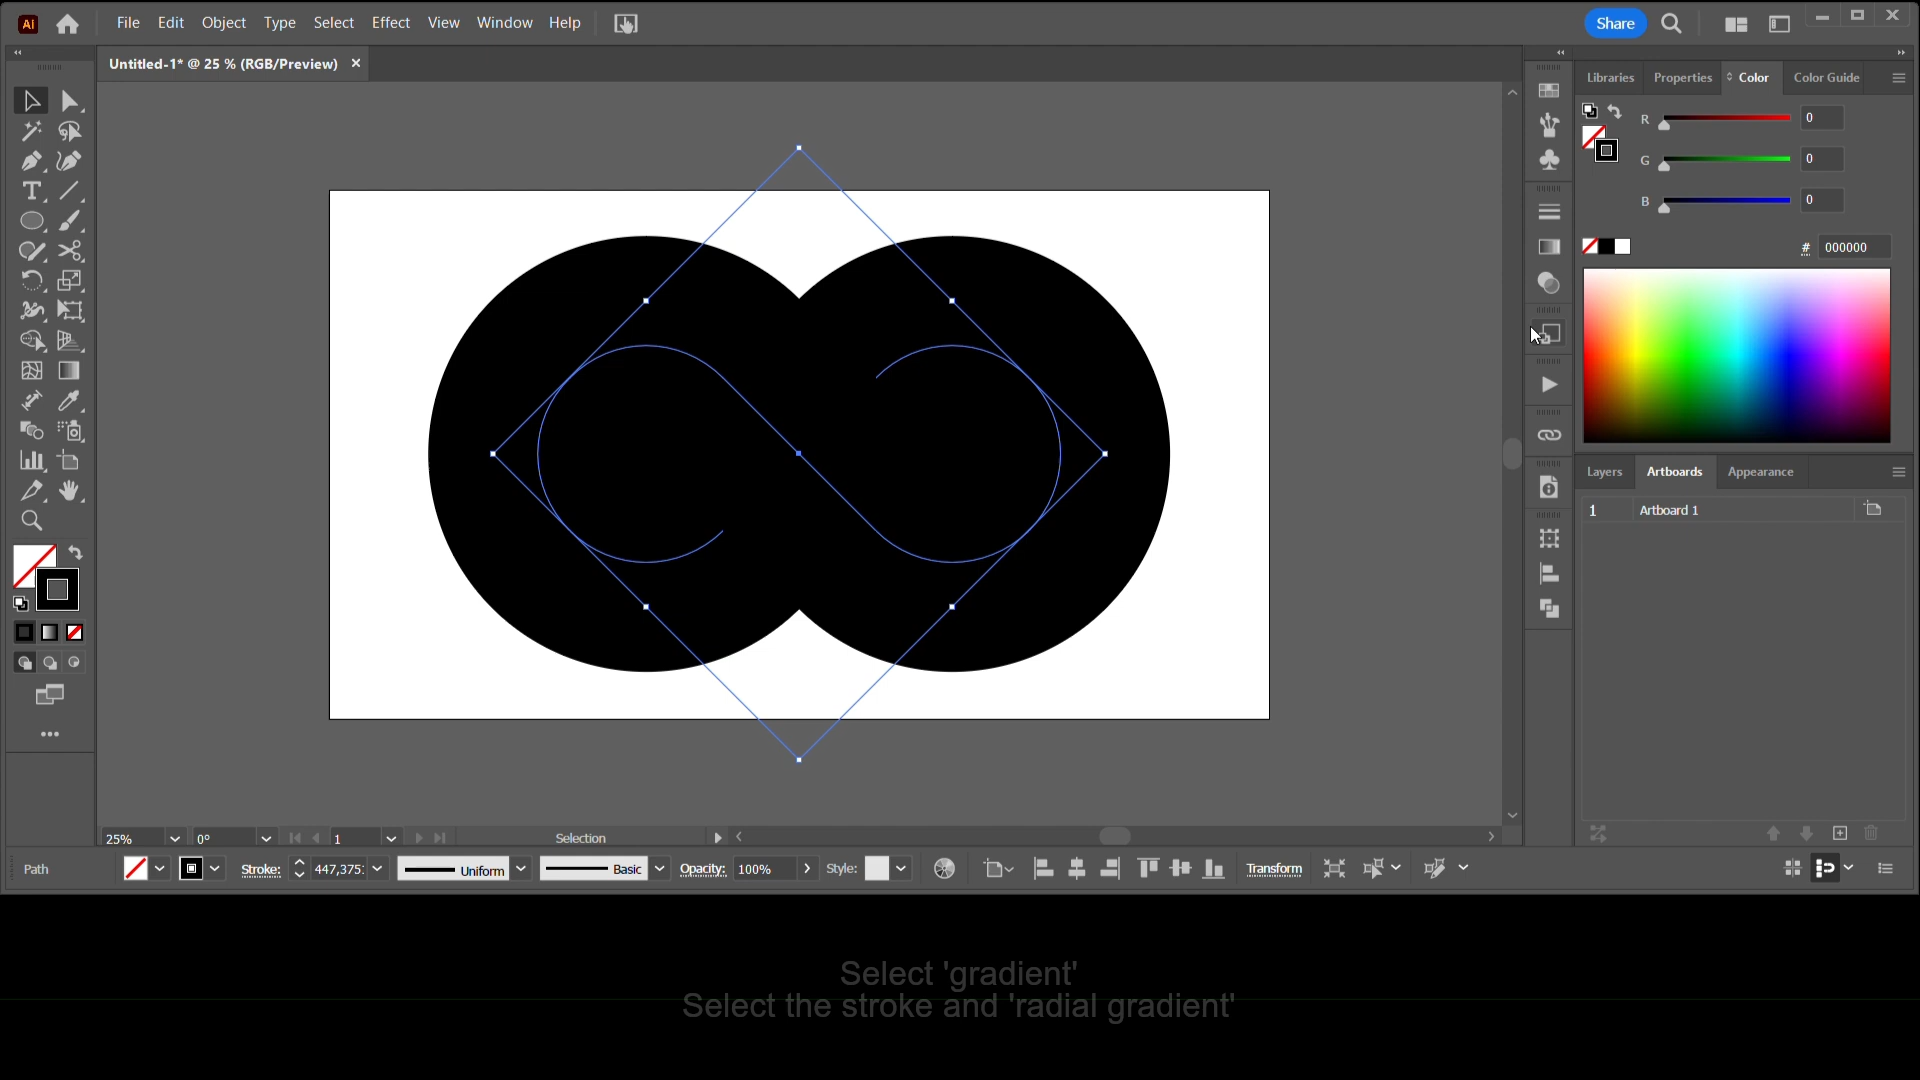 Ai File Edit Object Type Select Effect View Window Help Share
Untitled-1* @ 25 % (RGB/Preview)
Libraries Properties Color Color Guide
R 0
G 0
B 0
# 000000
Layers Artboards Appearance
1 Artboard 1
25% 0° 1 Selection
Path Stroke: 447,375: Uniform Basic Opacity: 100% Style: Transform
Select 'gradient'
Select the stroke and 'radial gradient'